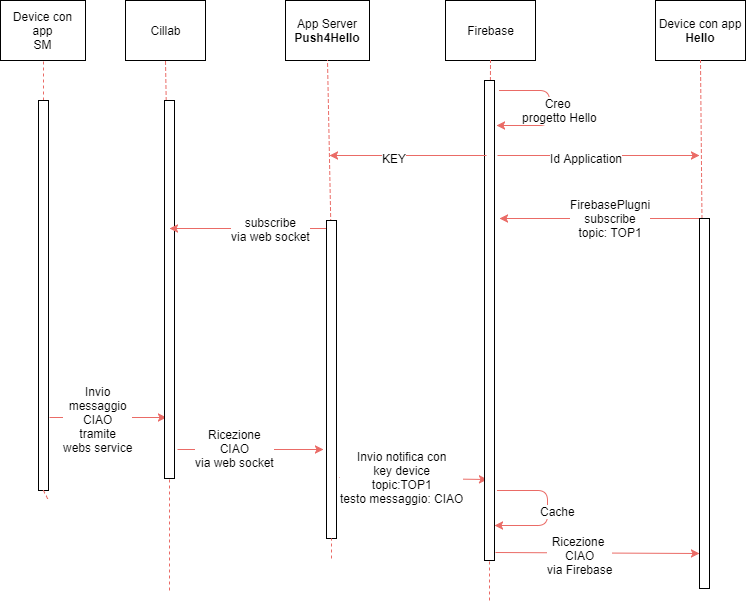 Device con
app
SM
Cillab
App Server
Push4Hello
Firebase
Device con app
Hello
Creo
progetto Hello
KEY
Id Application
FirebasePlugni
subscribe
topic: TOP1
subscribe
via web socket
Invio
messaggio
CIAO
tramite
webs service
Ricezione
CIAO
via web socket
Invio notifica con
key device
topic:TOP1
testo messaggio: CIAO
Cache
Ricezione
CIAO
via Firebase